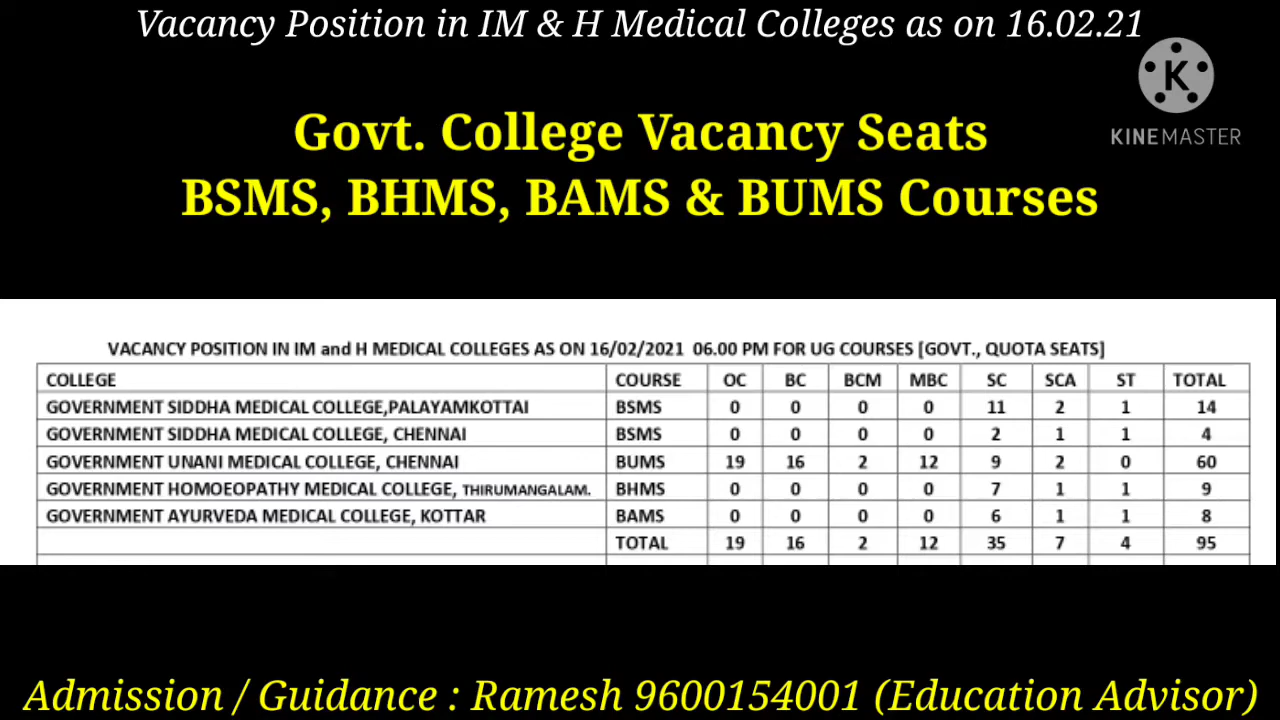 Vacancy Position in IM & H Medical Colleges as on 16.02.21
K
KINEMASTER
Govt. College Vacancy Seats
BSMS, BHMS, BAMS & BUMS Courses
VACANCY POSITION IN IM and H MEDICAL COLLEGES AS ON 16/02/2021 06.00 PM FOR UG COURSES [GOVT., QUOTA SEATS]
COLLEGE COURSE OC BC BCM MBC SC SCA ST TOTAL
GOVERNMENT SIDDHA MEDICAL COLLEGE,PALAYAMKOTTAI BSMS 0 0 0 0 11 2 1 14
GOVERNMENT SIDDHA MEDICAL COLLEGE, CHENNAI BSMS 0 0 0 0 2 1 1 4
GOVERNMENT UNANI MEDICAL COLLEGE, CHENNAI BUMS 19 16 2 12 9 2 0 60
GOVERNMENT HOMOEOPATHY MEDICAL COLLEGE, THIRUMANGALAM. BHMS 0 0 0 0 7 1 1 9
GOVERNMENT AYURVEDA MEDICAL COLLEGE, KOTTAR BAMS 0 0 0 0 6 1 1 8
TOTAL 19 16 2 12 35 7 4 95
Admission / Guidance : Ramesh 9600154001 (Education Advisor)